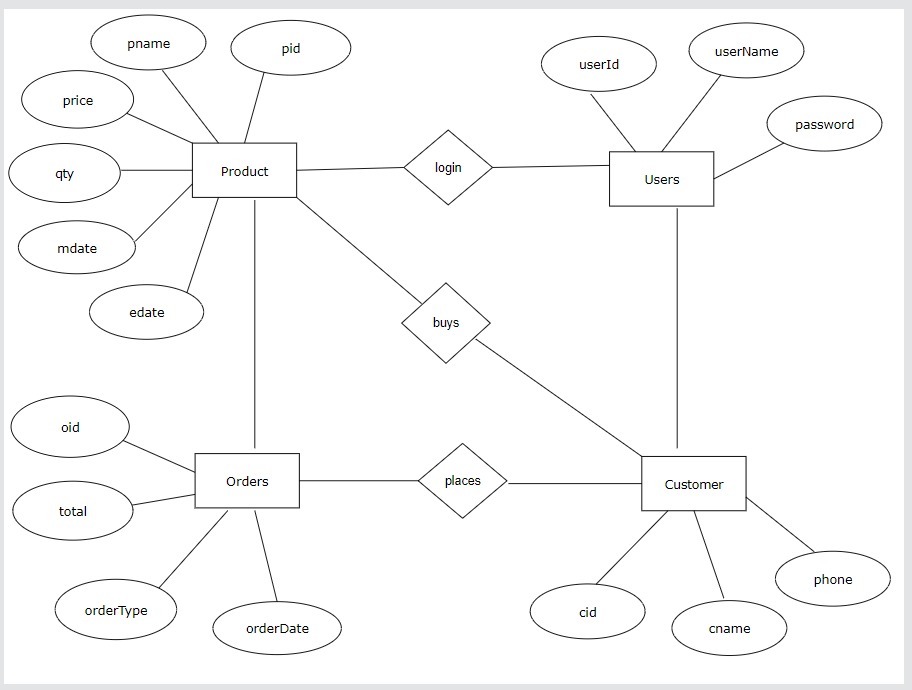 pname
pid
userId
userName
price
password
qty
Product
login
Users
mdate
edate
buys
oid
Orders
places
Customer
total
orderType
orderDate
cid
cname
phone